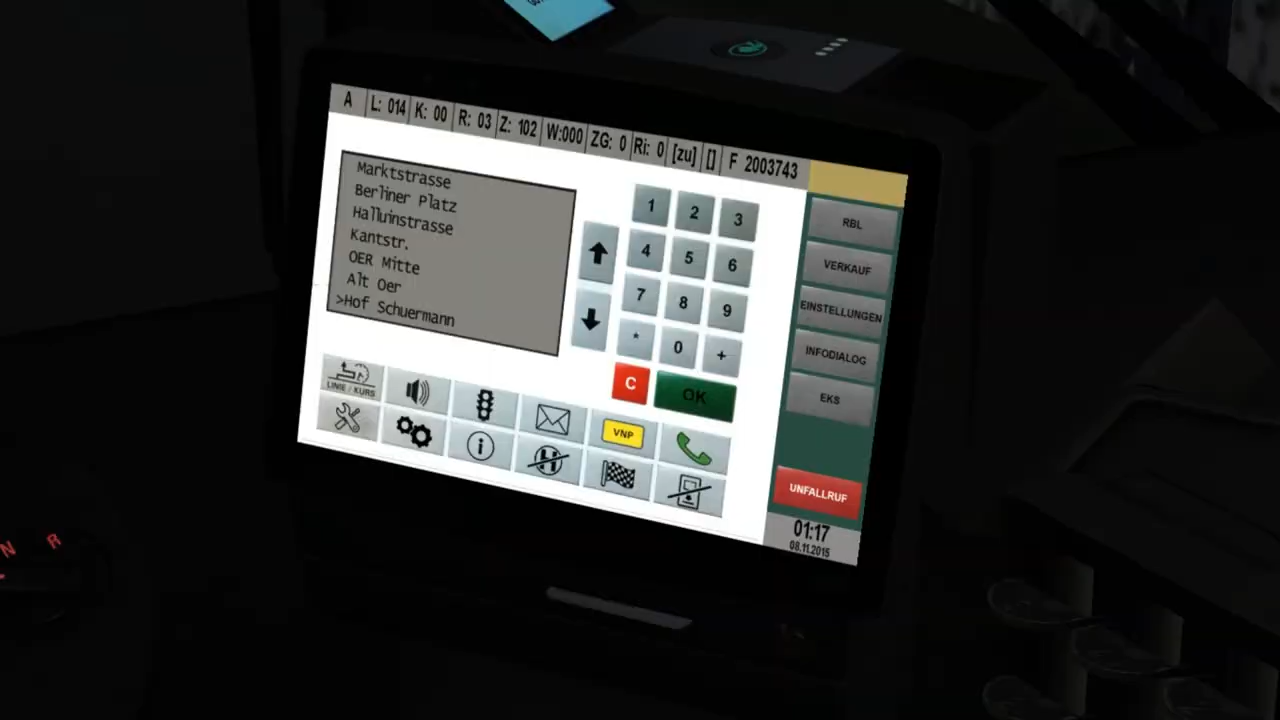 A L: 014 K: 00 R: 03 Z: 102 W:000 ZG: 0 Ri: 0 [zu] [] F 2003743
Marktstrasse
Berliner Platz
Halluinstrasse
Kantstr.
OER Mitte
Alt Oer
>Hof Schuermann
1 2 3
4 5 6
7 8 9
* 0 +
C OK
LINIE / KURS
VNP
RBL
VERKAUF
EINSTELLUNGEN
INFODIALOG
EKS
UNFALLRUF
01:17
08.11.2015
N R